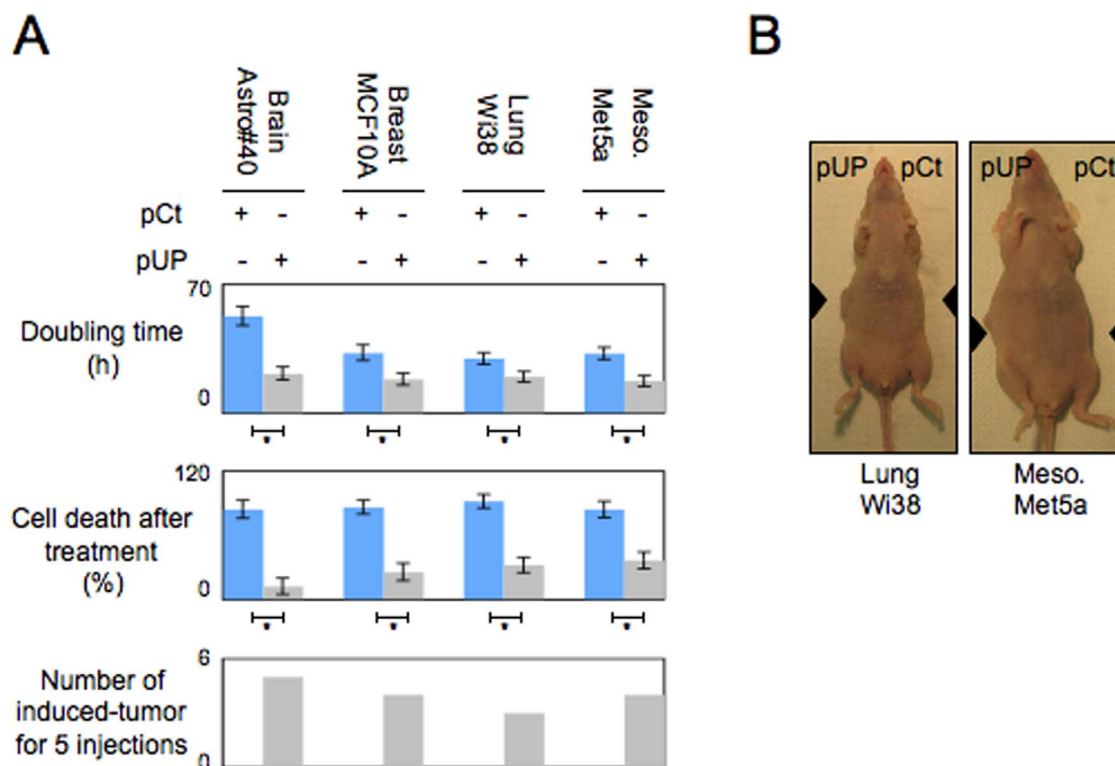 A
B
Brain
Astro#40
Breast
MCF10A
Lung
Wi38
Meso.
Met5a
pCt + - + - + - + -
pUP - + - + - + - +
70
Doubling time
(h)
0
* * * *
120
Cell death after
treatment
(%)
0
* * * *
6
Number of
induced-tumor
for 5 injections
0
pUP pCt
pUP pCt
Lung
Wi38
Meso.
Met5a